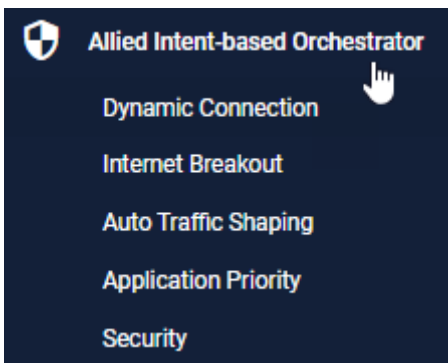 Allied Intent-based Orchestrator
Dynamic Connection
Internet Breakout
Auto Traffic Shaping
Application Priority
Security